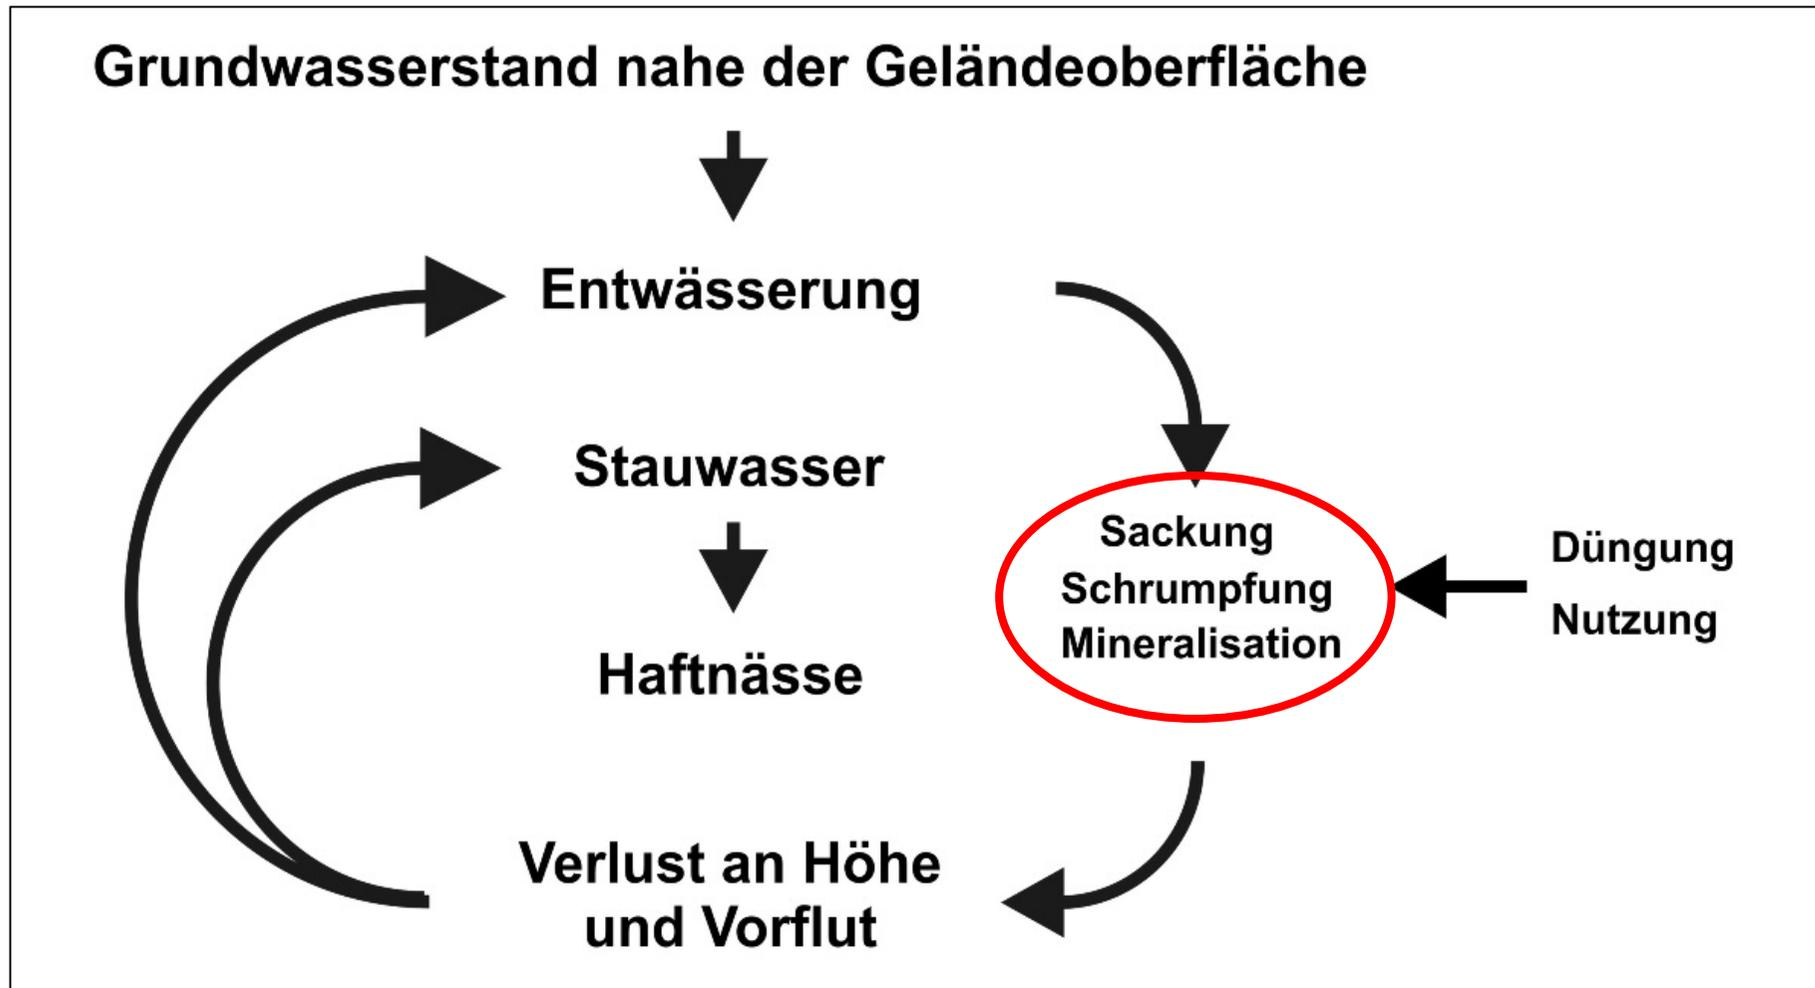 Grundwasserstand nahe der Geländeoberfläche
Entwässerung
Stauwasser
Haftnässe
Sackung
Schrumpfung
Mineralisation
Düngung
Nutzung
Verlust an Höhe
und Vorflut